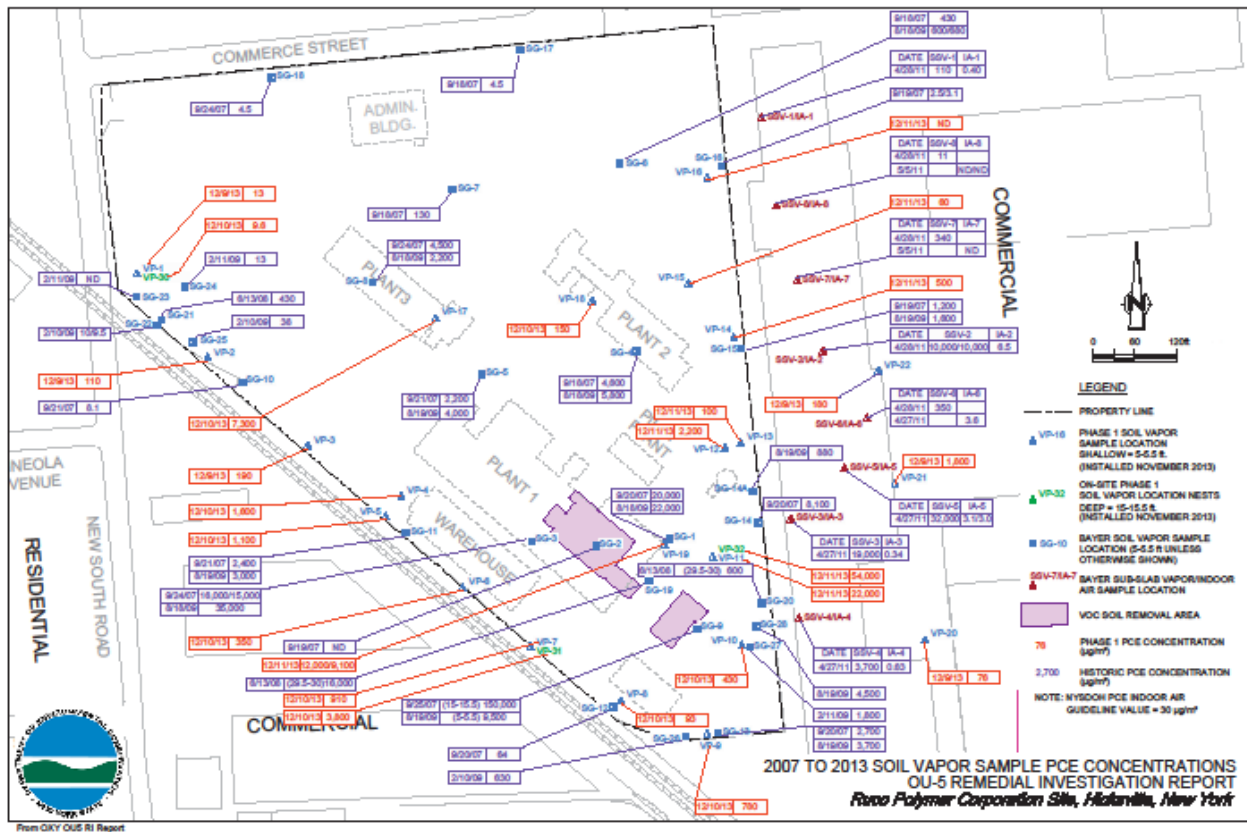 COMMERCE STREET
SG-17
SG-18
9/18/07 4.5
9/24/07 4.5
ADMIN.
BLDG.
9/18/07 430
8/18/09 600/680
DATE SSV-1 IA-1
4/28/11 110 0.40
9/19/07 2.5/3.1
12/11/13 ND
DATE SSV-8 IA-8
4/28/11 11
5/5/11 ND/ND
12/11/13 60
DATE SSV-7 IA-7
4/28/11 340
5/5/11 ND
12/11/13 500
9/19/07 1,200
8/19/09 1,600
DATE SSV-2 IA-2
4/28/11 10,000/10,000 6.5
DATE SSV-6 IA-6
4/28/11 350
4/27/11 3.6
SSV-1/IA-1
SG-6
SG-16
VP-16
SSV-8/IA-8
COMMERCIAL
SG-7
9/18/07 130
12/9/13 13
12/10/13 9.8
2/11/09 13
2/11/09 ND
VP-1
VP-30
SG-24
SG-23
6/13/08 430
SG-21
SG-22
2/10/09 10/9.5
2/10/09 36
SG-25
VP-2
12/9/13 110
SG-10
9/21/07 8.1
9/24/07 4,500
8/18/09 2,200
PLANT3
VP-17
12/10/13 7,300
VP-15
SSV-7/IA-7
VP-18
12/10/13 150
PLANT 2
VP-14
SG-15
SSV-2/IA-2
VP-22
12/9/13 180
SSV-6/IA-6
SG-5
9/21/07 2,200
8/19/09 4,000
9/18/07 4,600
8/18/09 5,800
12/11/13 100
12/11/13 2,200
VP-13
VP-12
PLANT
8/19/09 880
SSV-5/IA-5
12/9/13 1,600
VP-21
DATE SSV-5 IA-5
4/27/11 32,000 3.1/3.0
VP-3
12/9/13 190
NEOLA
VENUE
NEW SOUTH ROAD
RESIDENTIAL
VP-4
12/10/13 1,600
VP-5
12/10/13 1,100
SG-11
PLANT 1
WAREHOUSE
9/20/07 20,000
8/18/09 22,000
SG-14A
9/20/07 8,100
SG-14
SSV-3/IA-3
DATE SSV-3 IA-3
4/27/11 19,000 0.34
SG-3
SG-2
SG-1
VP-19
VP-32
VP-11
9/21/07 2,400
8/19/09 3,000
9/24/07 16,000/15,000
8/18/09 35,000
6/13/08 (29.5-30) 600
12/11/13 54,000
12/11/13 22,000
VP-6
SG-19
SG-20
12/10/13 350
9/19/07 ND
12/11/13 12,000/9,100
6/13/08 (29.5-30) 16,000
12/10/13 910
12/10/13 3,800
VP-7
VP-31
SG-9
SG-28
VP-10
SG-27
SSV-4/IA-4
DATE SSV-4 IA-4
4/27/11 3,700 0.63
VP-20
12/9/13 76
12/10/13 430
9/25/07 (15-15.5) 150,000
8/19/09 (5-5.5) 9,500
COMMERCIAL
VP-8
SG-12
12/10/13 93
8/19/09 4,500
2/11/09 1,800
9/20/07 2,700
8/19/09 3,700
9/20/07 64
2/10/09 630
SG-26
VP-9
12/10/13 780
N
0 60 120ft
LEGEND
PROPERTY LINE
VP-16 PHASE 1 SOIL VAPOR
SAMPLE LOCATION
SHALLOW = 5-5.5 ft.
(INSTALLED NOVEMBER 2013)
VP-32 ON-SITE PHASE 1
SOIL VAPOR LOCATION NESTS
DEEP = 15-15.5 ft.
(INSTALLED NOVEMBER 2013)
SG-10 BAYER SOIL VAPOR SAMPLE
LOCATION (5-5.5 ft UNLESS
OTHERWISE SHOWN)
SSV-7/IA-7 BAYER SUB-SLAB VAPOR/INDOOR
AIR SAMPLE LOCATION
VOC SOIL REMOVAL AREA
76 PHASE 1 PCE CONCENTRATION
(µg/m³)
2,700 HISTORIC PCE CONCENTRATION
(µg/m³)
NOTE: NYSDOH PCE INDOOR AIR
GUIDELINE VALUE = 30 µg/m³
2007 TO 2013 SOIL VAPOR SAMPLE PCE CONCENTRATIONS
OU-5 REMEDIAL INVESTIGATION REPORT
Ruco Polymer Corporation Site, Hicksville, New York
From OXY OU5 RI Report